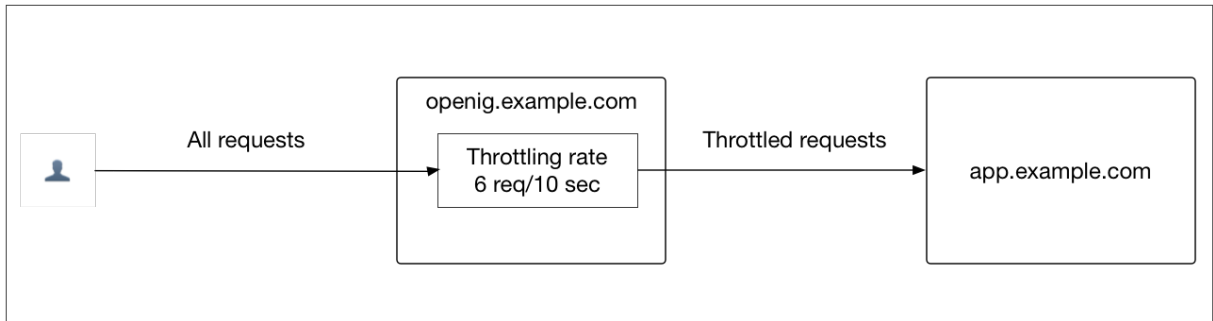 openig.example.com
All requests
Throttling rate
6 req/10 sec
Throttled requests
app.example.com